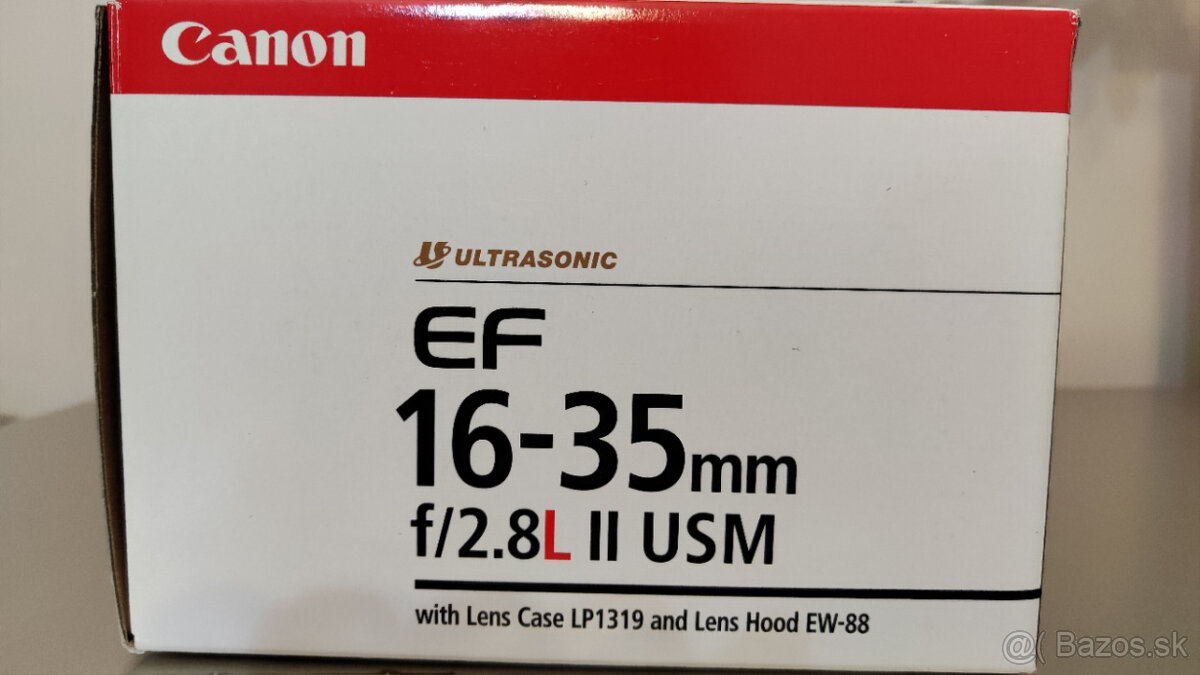 Canon
ULTRASONIC
EF
16-35mm
f/2.8L II USM
with Lens Case LP1319 and Lens Hood EW-88
@( Bazos.sk